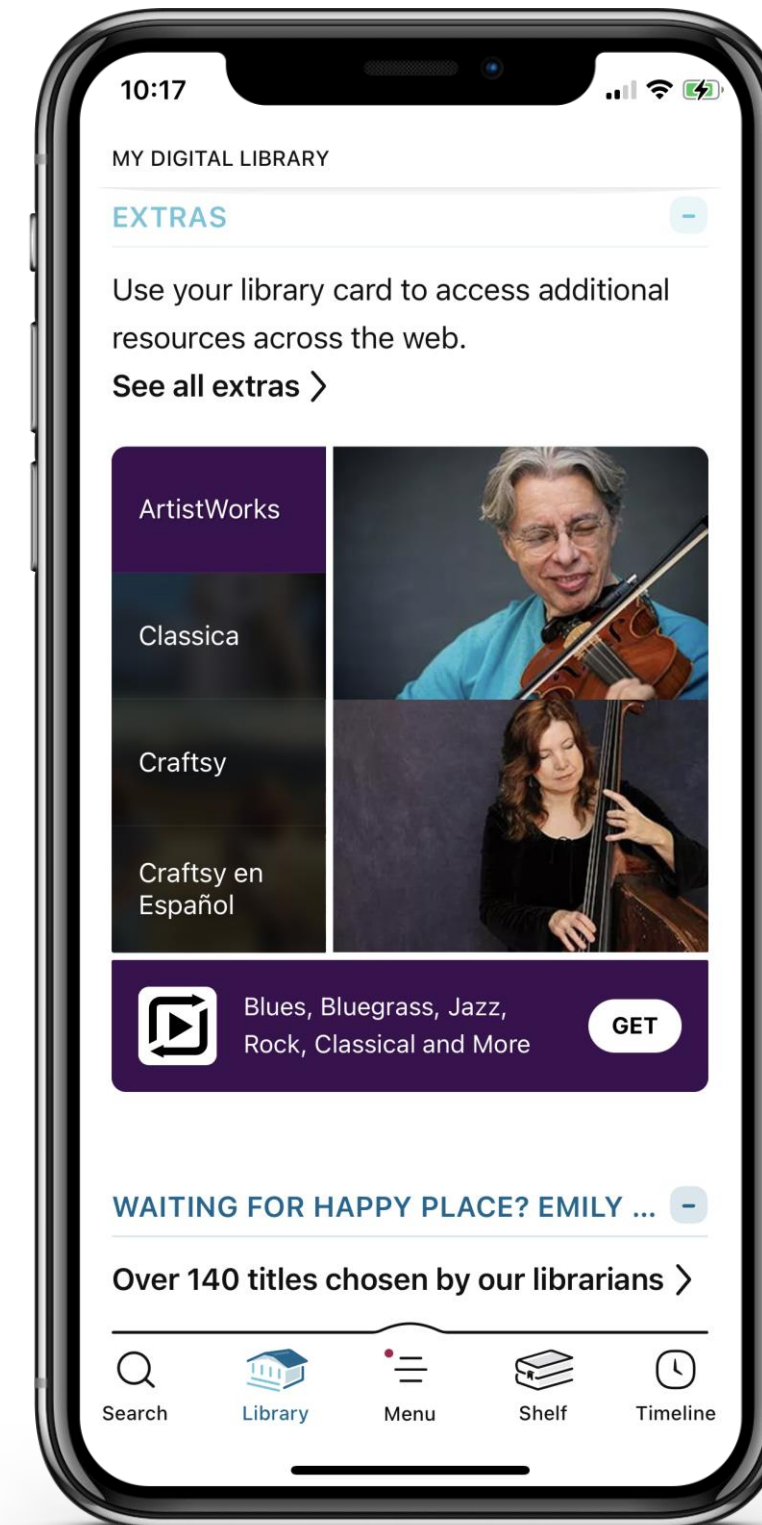 10:17
MY DIGITAL LIBRARY
EXTRAS
Use your library card to access additional
resources across the web.
See all extras
ArtistWorks
Classica
Craftsy
Craftsy en
Español
Blues, Bluegrass, Jazz,
Rock, Classical and More
GET
WAITING FOR HAPPY PLACE? EMILY ...
Over 140 titles chosen by our librarians
Search
Library
Menu
Shelf
Timeline